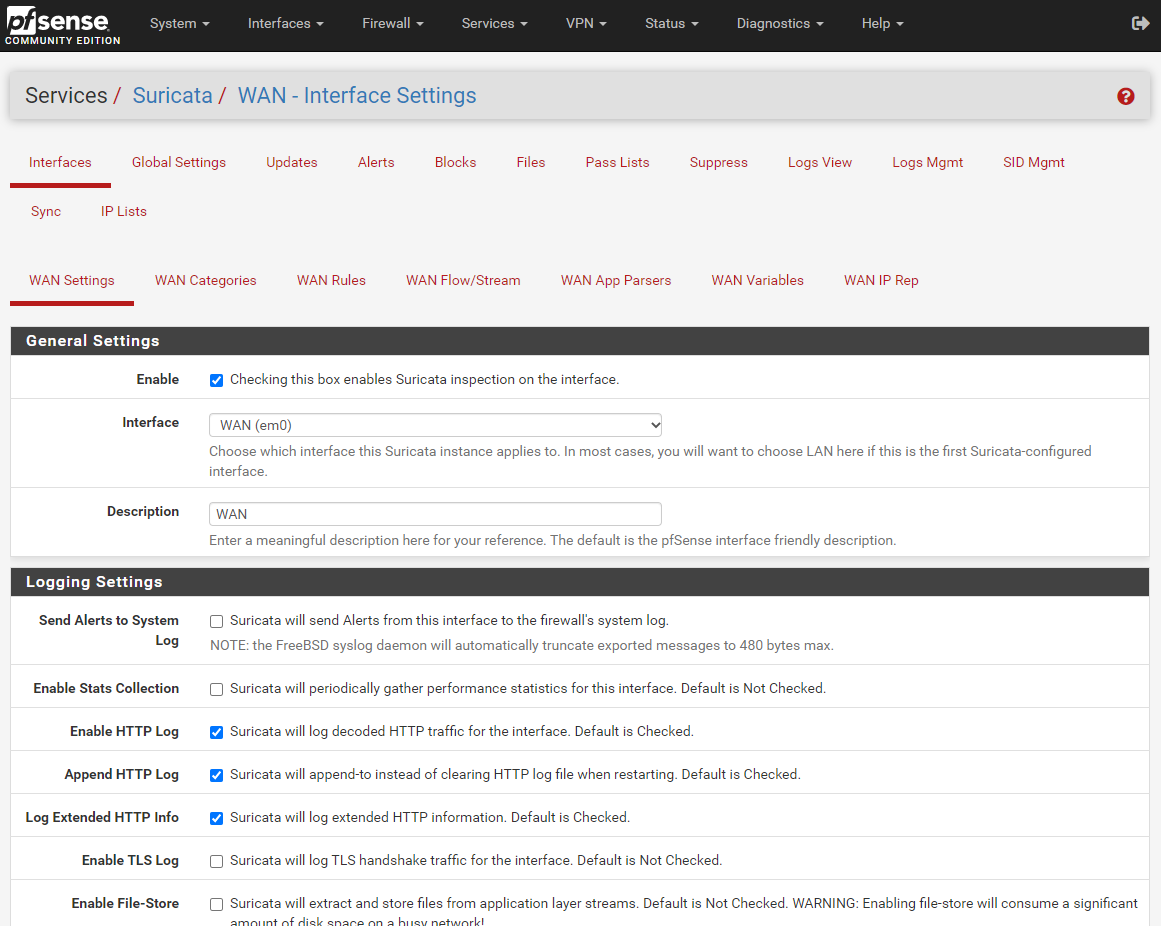 pfsense
COMMUNITY EDITION
System Interfaces Firewall Services VPN Status Diagnostics Help
Services / Suricata / WAN - Interface Settings
Interfaces Global Settings Updates Alerts Blocks Files Pass Lists Suppress Logs View Logs Mgmt SID Mgmt
Sync IP Lists
WAN Settings WAN Categories WAN Rules WAN Flow/Stream WAN App Parsers WAN Variables WAN IP Rep
General Settings
Enable Checking this box enables Suricata inspection on the interface.
Interface WAN (em0)
Choose which interface this Suricata instance applies to. In most cases, you will want to choose LAN here if this is the first Suricata-configured
interface.
Description WAN
Enter a meaningful description here for your reference. The default is the pfSense interface friendly description.
Logging Settings
Send Alerts to System Suricata will send Alerts from this interface to the firewall's system log.
Log NOTE: the FreeBSD syslog daemon will automatically truncate exported messages to 480 bytes max.
Enable Stats Collection Suricata will periodically gather performance statistics for this interface. Default is Not Checked.
Enable HTTP Log Suricata will log decoded HTTP traffic for the interface. Default is Checked.
Append HTTP Log Suricata will append-to instead of clearing HTTP log file when restarting. Default is Checked.
Log Extended HTTP Info Suricata will log extended HTTP information. Default is Checked.
Enable TLS Log Suricata will log TLS handshake traffic for the interface. Default is Not Checked.
Enable File-Store Suricata will extract and store files from application layer streams. Default is Not Checked. WARNING: Enabling file-store will consume a significant
amount of disk space on a busy network!